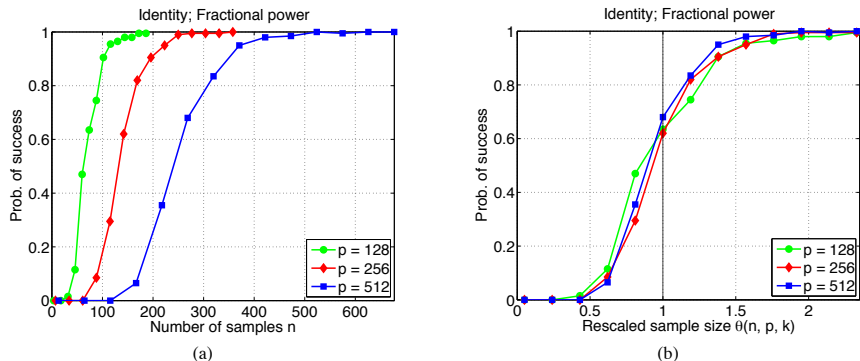 Identity; Fractional power
Prob. of success
1
0.8
0.6
0.4
0.2
0
0 100 200 300 400 500 600
Number of samples n
p = 128
p = 256
p = 512
(a)
Identity; Fractional power
Prob. of success
1
0.8
0.6
0.4
0.2
0
0 0.5 1 1.5 2
Rescaled sample size θ(n, p, k)
p = 128
p = 256
p = 512
(b)